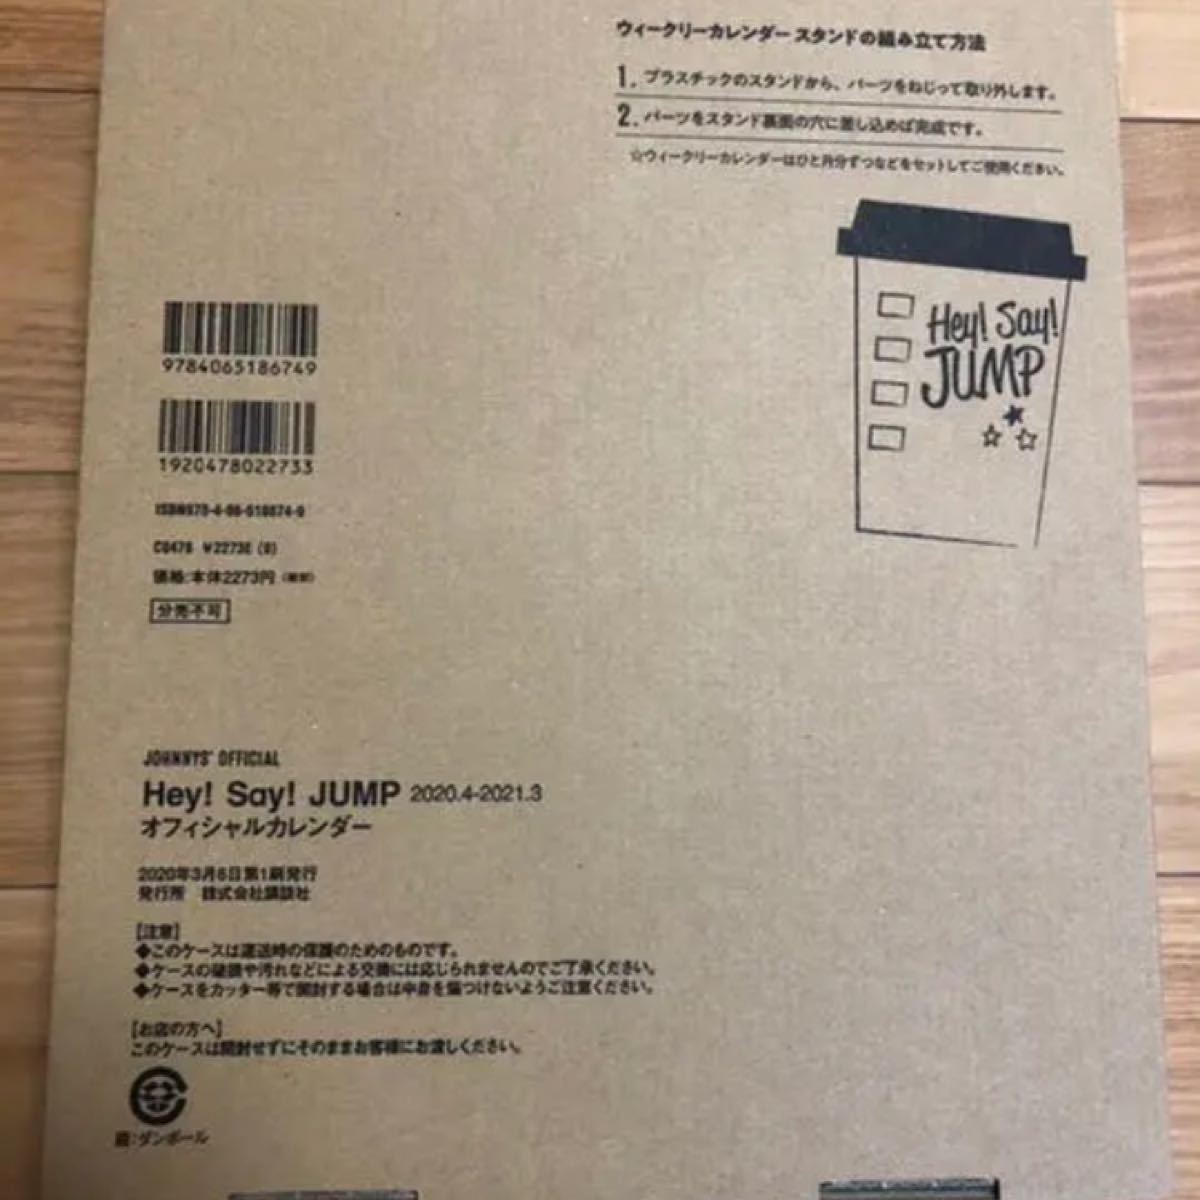 ウィークリーカレンダー スタンドの組み立て方法
1. プラスチックのスタンドから、パーツをねじって取り外します。
2. パーツをスタンド裏面の穴に差し込めば完成です。
☆ウィークリーカレンダーはひと月分ずつなどをセットしてご使用ください。
Hey! Say!
JUMP
9784065186749
1920478022733
ISBN978-4-06-518674-9
C0476 ¥2273E (0)
価格:本体2273円(税別)
分売不可
JOHNNYS' OFFICIAL
Hey! Say! JUMP 2020.4-2021.3
オフィシャルカレンダー
2020年3月6日第1刷発行
発行所 株式会社講談社
[注意]
◆このケースは運送時の保護のためのものです。
◆ケースの破損や汚れなどによる交換には応じられませんのでご了承ください。
◆ケースをカッター等で開封する場合は中身を傷つけないようご注意ください。
[お店の方へ]
このケースは開封せずにそのままお客様にお渡しください。
箱:ダンボール